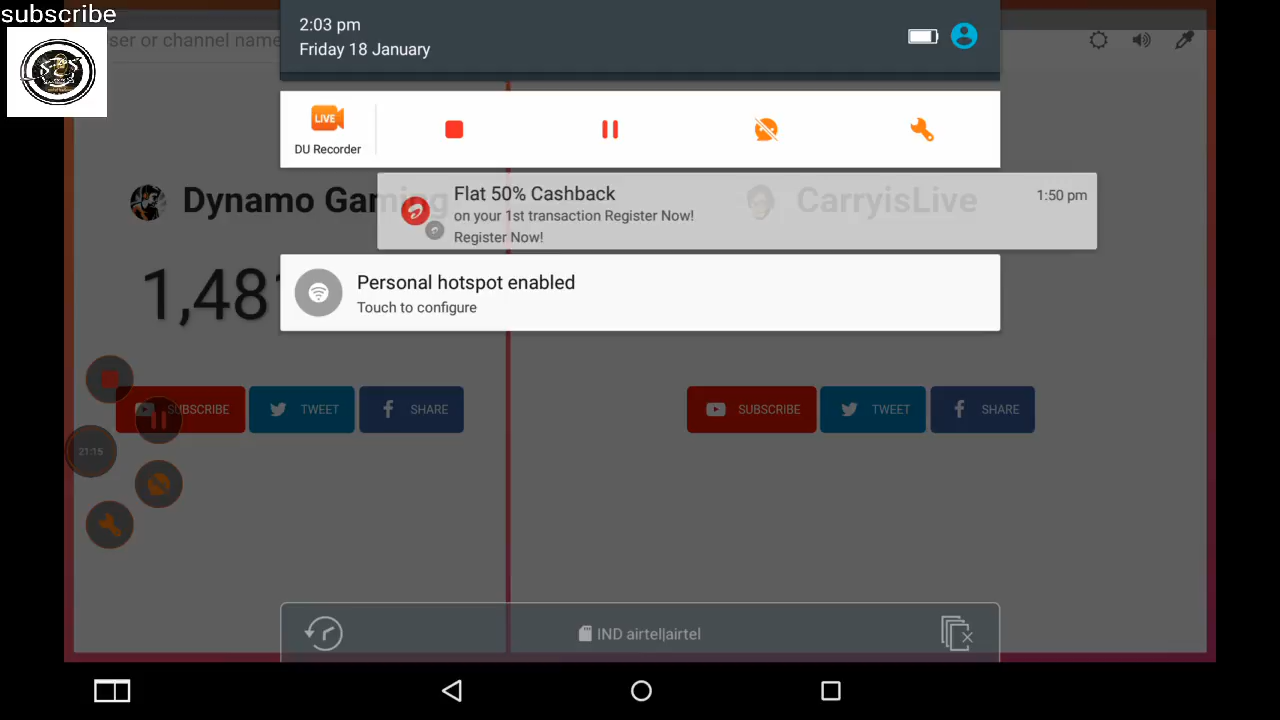 subscribe
ser or channel name
2:03 pm
Friday 18 January
LIVE
DU Recorder
Dynamo Gaming
CarryisLive
Flat 50% Cashback
1:50 pm
on your 1st transaction Register Now!
Register Now!
1,481
Personal hotspot enabled
Touch to configure
SUBSCRIBE
TWEET
SHARE
SUBSCRIBE
TWEET
SHARE
21:15
IND airtel|airtel